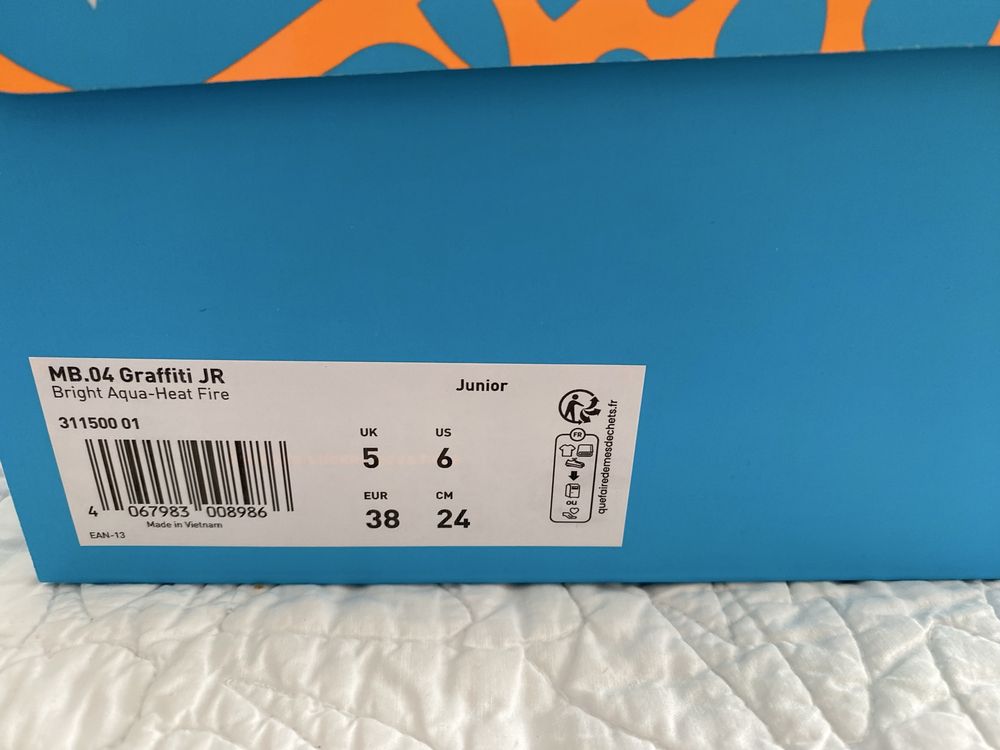 MB.04 Graffiti JR
Bright Aqua-Heat Fire
Junior
311500 01
UK
5
US
6
EUR
38
CM
24
4 067983 008986
Made in Vietnam
EAN-13
FR
OU
quefairedemesdechets.fr